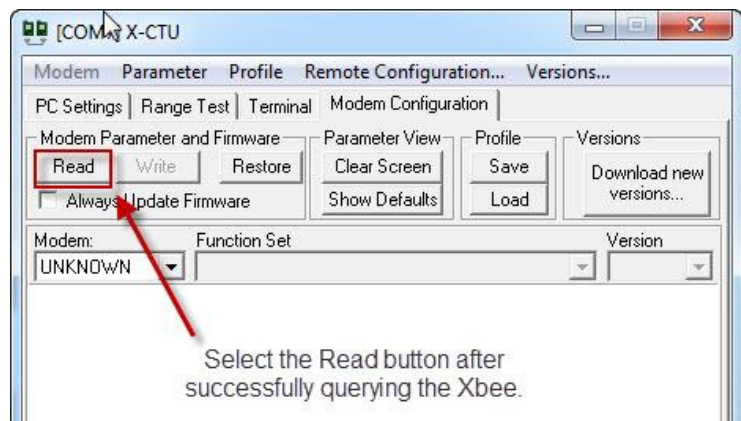 [COM X-CTU
Modem Parameter Profile Remote Configuration... Versions...
PC Settings Range Test Terminal Modem Configuration
Modem Parameter and Firmware Parameter View Profile Versions
Read Write Restore Clear Screen Save Download new versions...
Always Update Firmware Show Defaults Load
Modem: Function Set Version
UNKNOWN
Select the Read button after
successfully querying the Xbee.